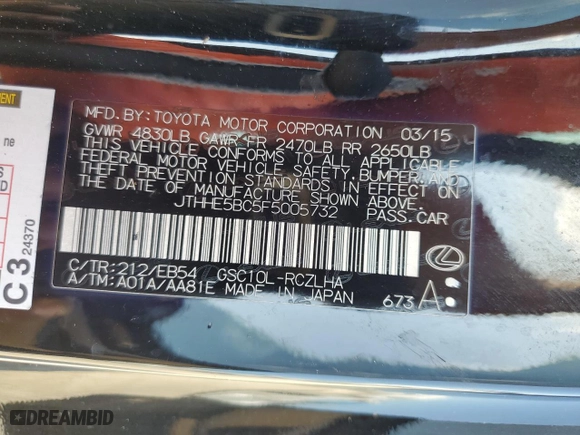 MFD. BY: TOYOTA MOTOR CORPORATION 03/15
GVWR 4830LB GAWR FR 2470LB RR 2650LB
THIS VEHICLE CONFORMS TO ALL APPLICABLE
FEDERAL MOTOR VEHICLE SAFETY, BUMPER, AND
THEFT PREVENTION STANDARDS IN EFFECT ON
THE DATE OF MANUFACTURE SHOWN ABOVE.
JTHHE5BC5F5005732 PASS. CAR
C/TR: 212/EB54 GSC10L-RCZLHA
A/TM: A01A/AA81E MADE IN JAPAN 673 A
ne
C3
24370
DREAMBID